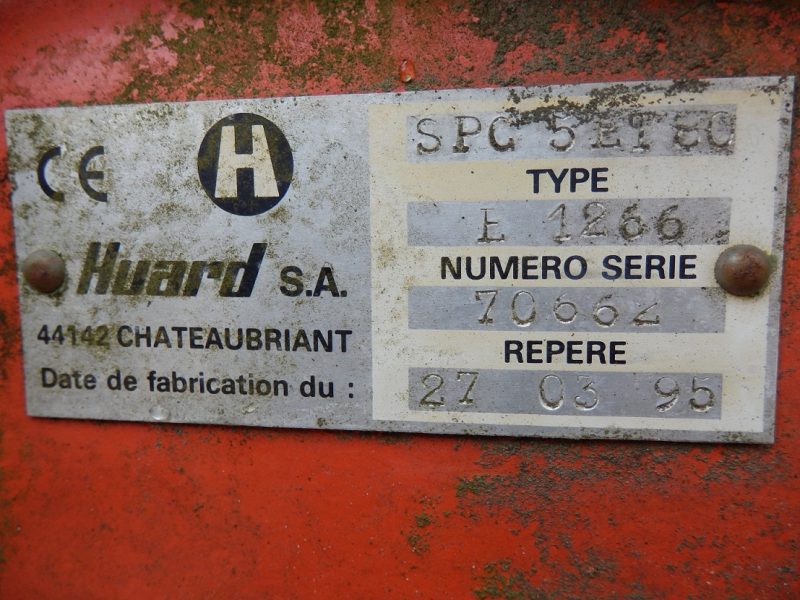 CE H
Huard S.A.
44142 CHATEAUBRIANT
Date de fabrication du :
SPC 5ET80
TYPE
E 1266
NUMERO SERIE
70662
REPERE
27 03 95